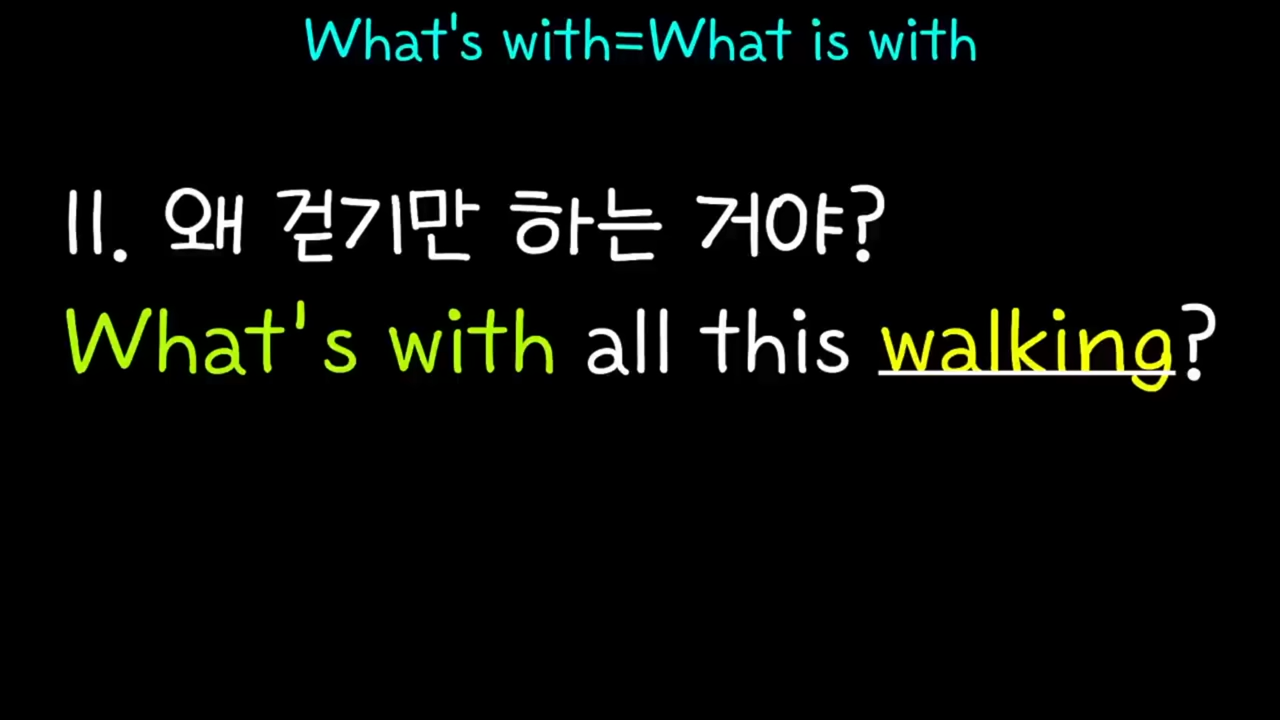 What's with=What is with
11. 왜 걷기만 하는 거야?
What's with all this walking?